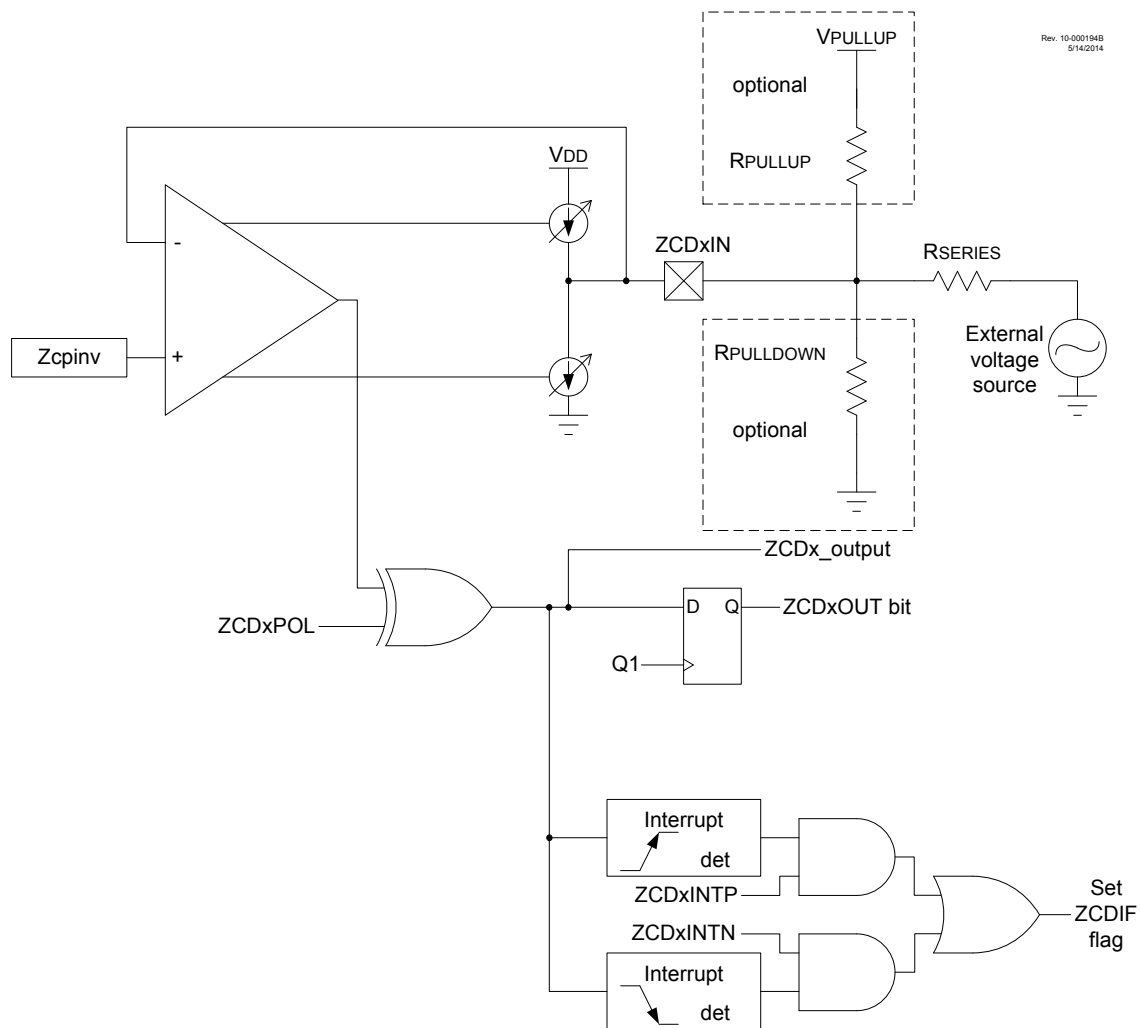 VPULLUP
Rev. 10-000194B
5/14/2014
optional
RPULLUP
VDD
-
ZCDxIN
RSERIES
Zcpinv
+
RPULLDOWN
External
voltage
source
optional
ZCDx_output
D
Q
ZCDxOUT bit
ZCDxPOL
Q1
Interrupt
det
ZCDxINTP
Set
ZCDIF
flag
ZCDxINTN
Interrupt
det